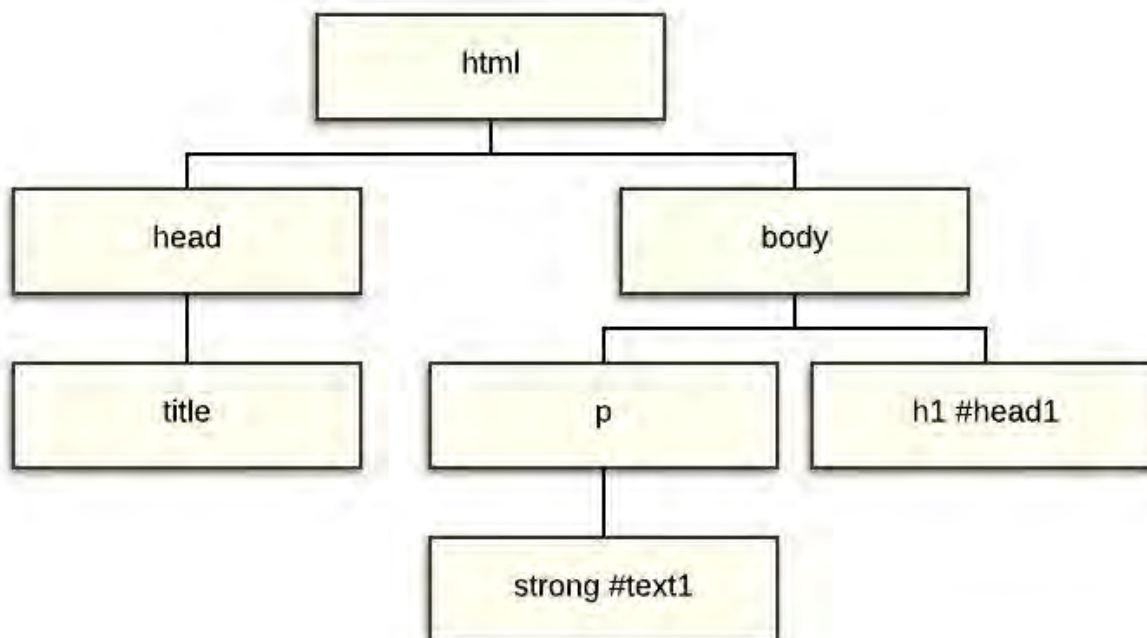 html
head
body
title
p
h1 #head1
strong #text1